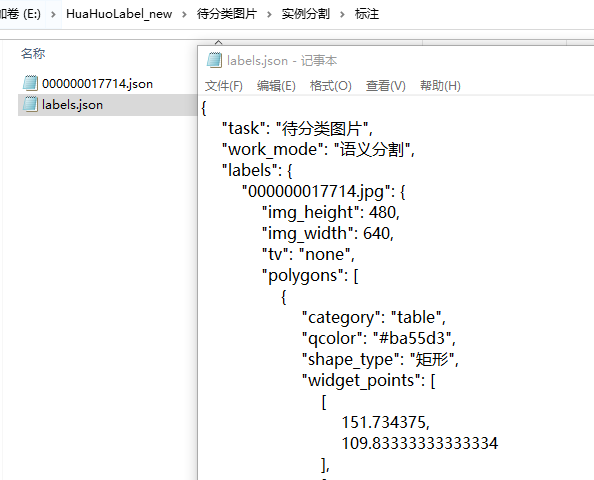 加卷 (E:) > HuaHuoLabel_new > 待分类图片 > 实例分割 > 标注
名称
000000017714.json
labels.json
labels.json - 记事本
文件(F) 编辑(E) 格式(O) 查看(V) 帮助(H)
{
"task": "待分类图片",
"work_mode": "语义分割",
"labels": {
"000000017714.jpg": {
"img_height": 480,
"img_width": 640,
"tv": "none",
"polygons": [
{
"category": "table",
"qcolor": "#ba55d3",
"shape_type": "矩形",
"widget_points": [
[
151.734375,
109.83333333333334
],